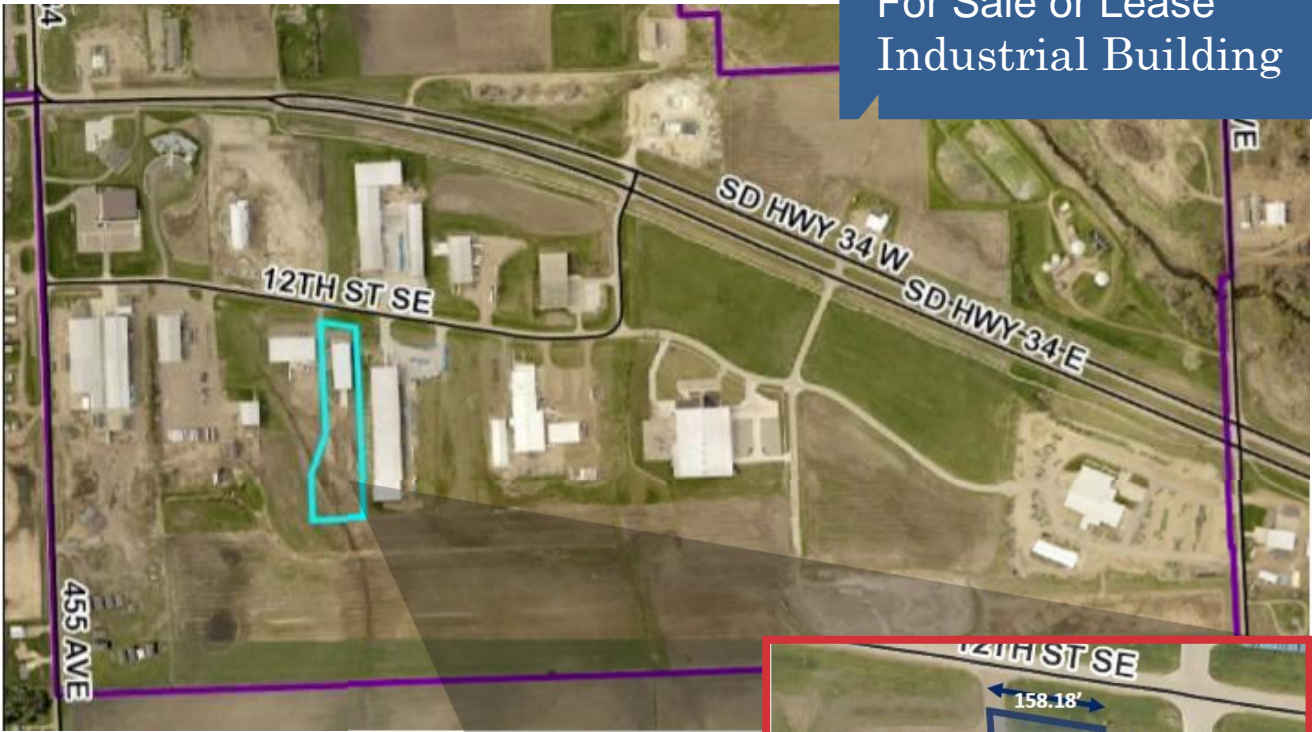 For Sale or Lease
Industrial Building
SD HWY 34 W
SD HWY 34 E
12TH ST SE
455 AVE
12TH ST SE
158.18'